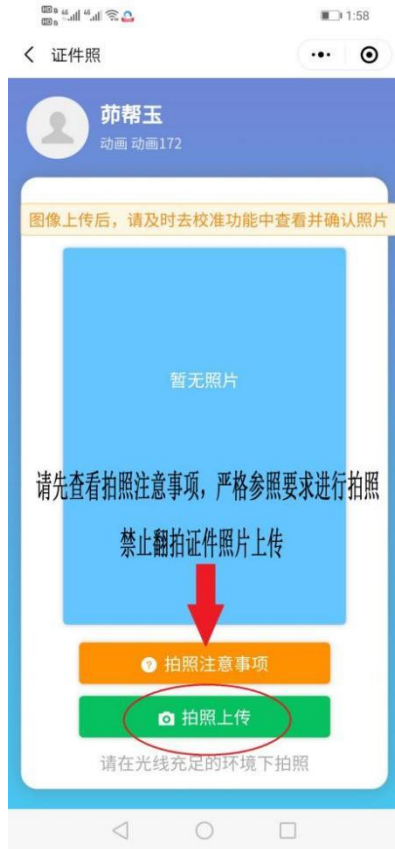 1:58
证件照
茆帮玉
动画 动画172
图像上传后，请及时去校准功能中查看并确认照片
暂无照片
请先查看拍照注意事项，严格参照要求进行拍照
禁止翻拍证件照片上传
拍照注意事项
拍照上传
请在光线充足的环境下拍照